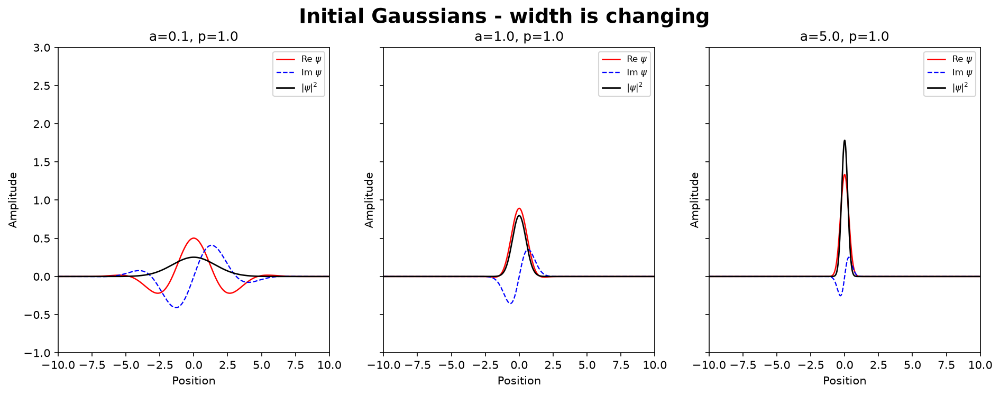 Initial Gaussians - width is changing
a=0.1, p=1.0
a=1.0, p=1.0
a=5.0, p=1.0
Re ψ
Im ψ
|ψ|²
Re ψ
Im ψ
|ψ|²
Re ψ
Im ψ
|ψ|²
3.0
2.5
2.0
1.5
1.0
0.5
0.0
−0.5
−1.0
Amplitude
Amplitude
Amplitude
−10.0 −7.5 −5.0 −2.5 0.0 2.5 5.0 7.5 10.0
−10.0 −7.5 −5.0 −2.5 0.0 2.5 5.0 7.5 10.0
−10.0 −7.5 −5.0 −2.5 0.0 2.5 5.0 7.5 10.0
Position
Position
Position